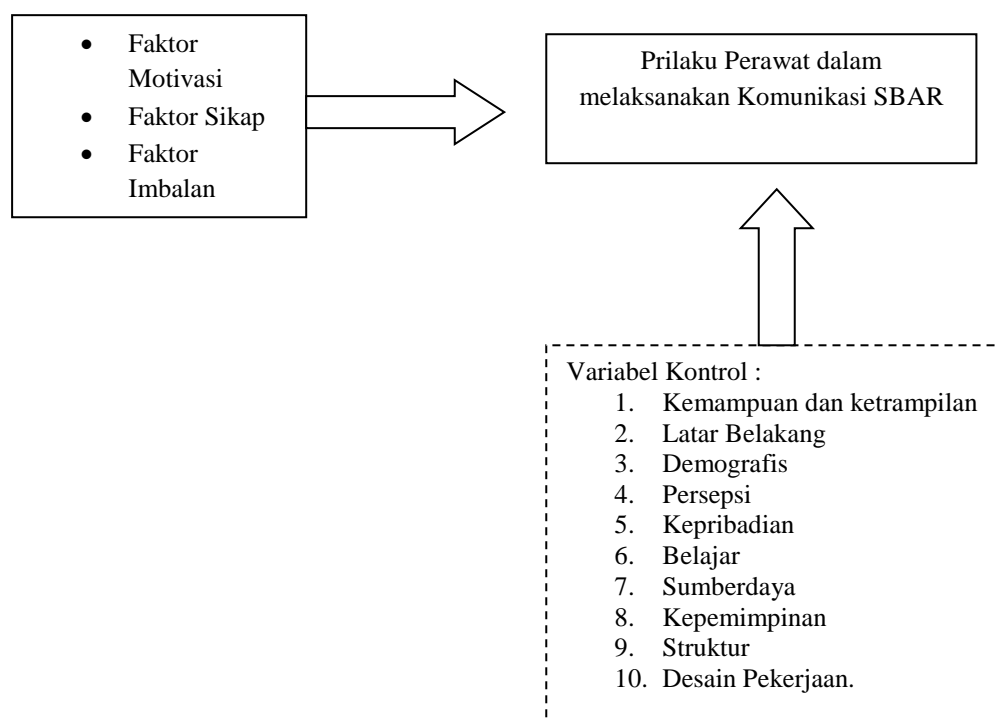 • Faktor
Motivasi
• Faktor Sikap
• Faktor
Imbalan
Prilaku Perawat dalam
melaksanakan Komunikasi SBAR
Variabel Kontrol :
1. Kemampuan dan ketrampilan
2. Latar Belakang
3. Demografis
4. Persepsi
5. Kepribadian
6. Belajar
7. Sumberdaya
8. Kepemimpinan
9. Struktur
10. Desain Pekerjaan.